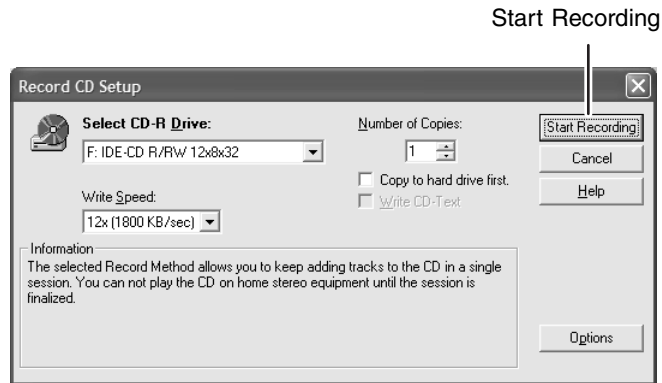 Start Recording
Record CD Setup
Select CD-R Drive:
F: IDE-CD R/RW 12x8x32
Write Speed:
12x (1800 KB/sec)
Number of Copies:
1
Copy to hard drive first.
Write CD-Text
Start Recording
Cancel
Help
Information
The selected Record Method allows you to keep adding tracks to the CD in a single
session. You can not play the CD on home stereo equipment until the session is
finalized.
Options